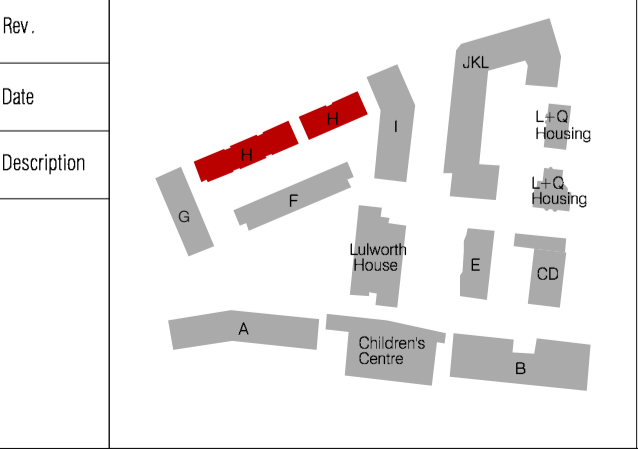 Rev.
Date
Description
JKL
L+Q
Housing
H
H
I
L+Q
Housing
G
F
Lulworth
House
E
CD
A
Children's
Centre
B